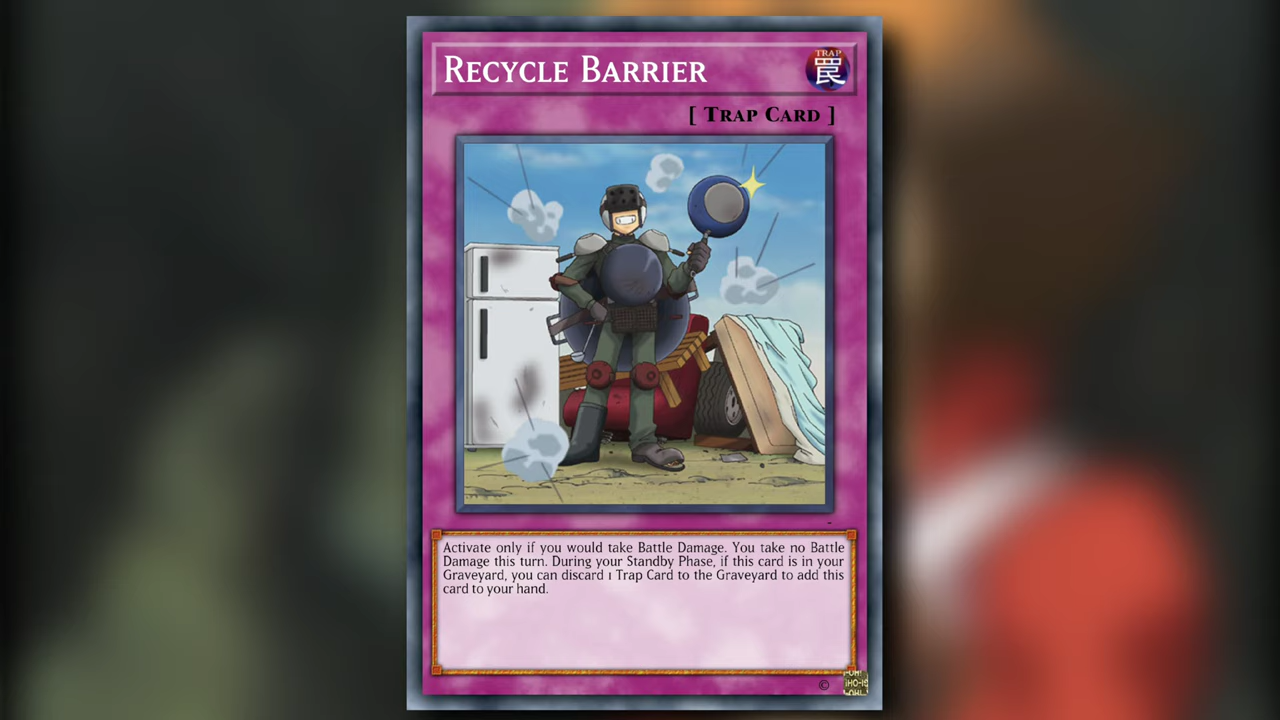 RECYCLE BARRIER
TRAP
罠
[ TRAP CARD ]
-
Activate only if you would take Battle Damage. You take no Battle
Damage this turn. During your Standby Phase, if this card is in your
Graveyard, you can discard 1 Trap Card to the Graveyard to add this
card to your hand.
©